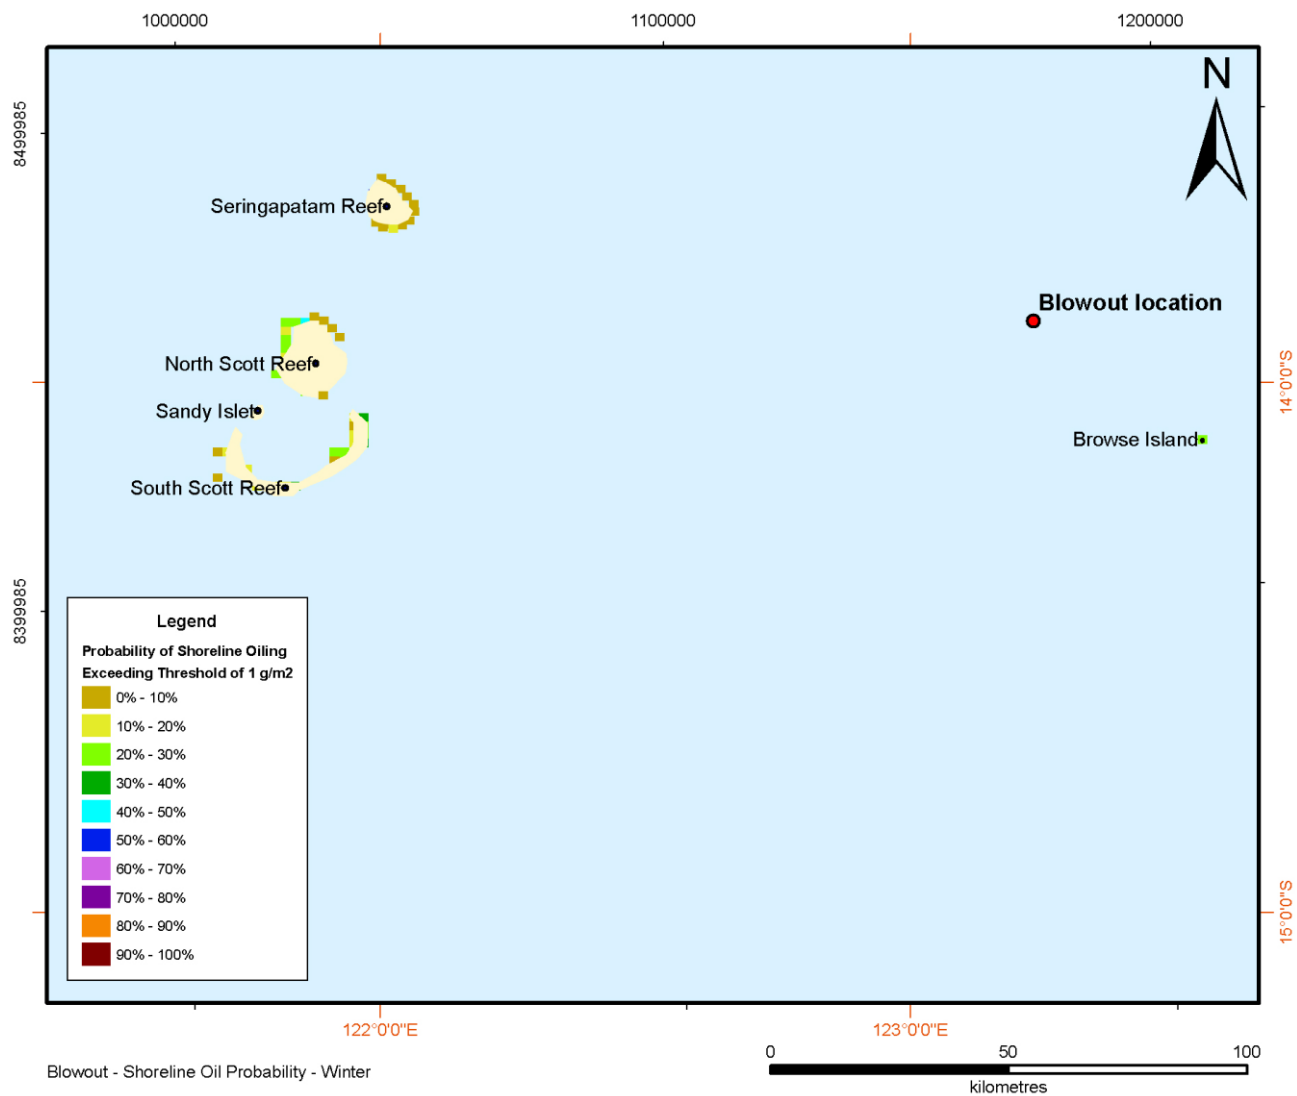 1000000 1100000 1200000
N
8499985
Seringapatam Reef
Blowout location
North Scott Reef
14°0'0"S
Sandy Islet
Browse Island
South Scott Reef
8399985
Legend
Probability of Shoreline Oiling
Exceeding Threshold of 1 g/m2
0% - 10%
10% - 20%
20% - 30%
30% - 40%
40% - 50%
50% - 60%
60% - 70%
70% - 80%
80% - 90%
90% - 100%
15°0'0"S
122°0'0"E 123°0'0"E
0 50 100
kilometres
Blowout - Shoreline Oil Probability - Winter